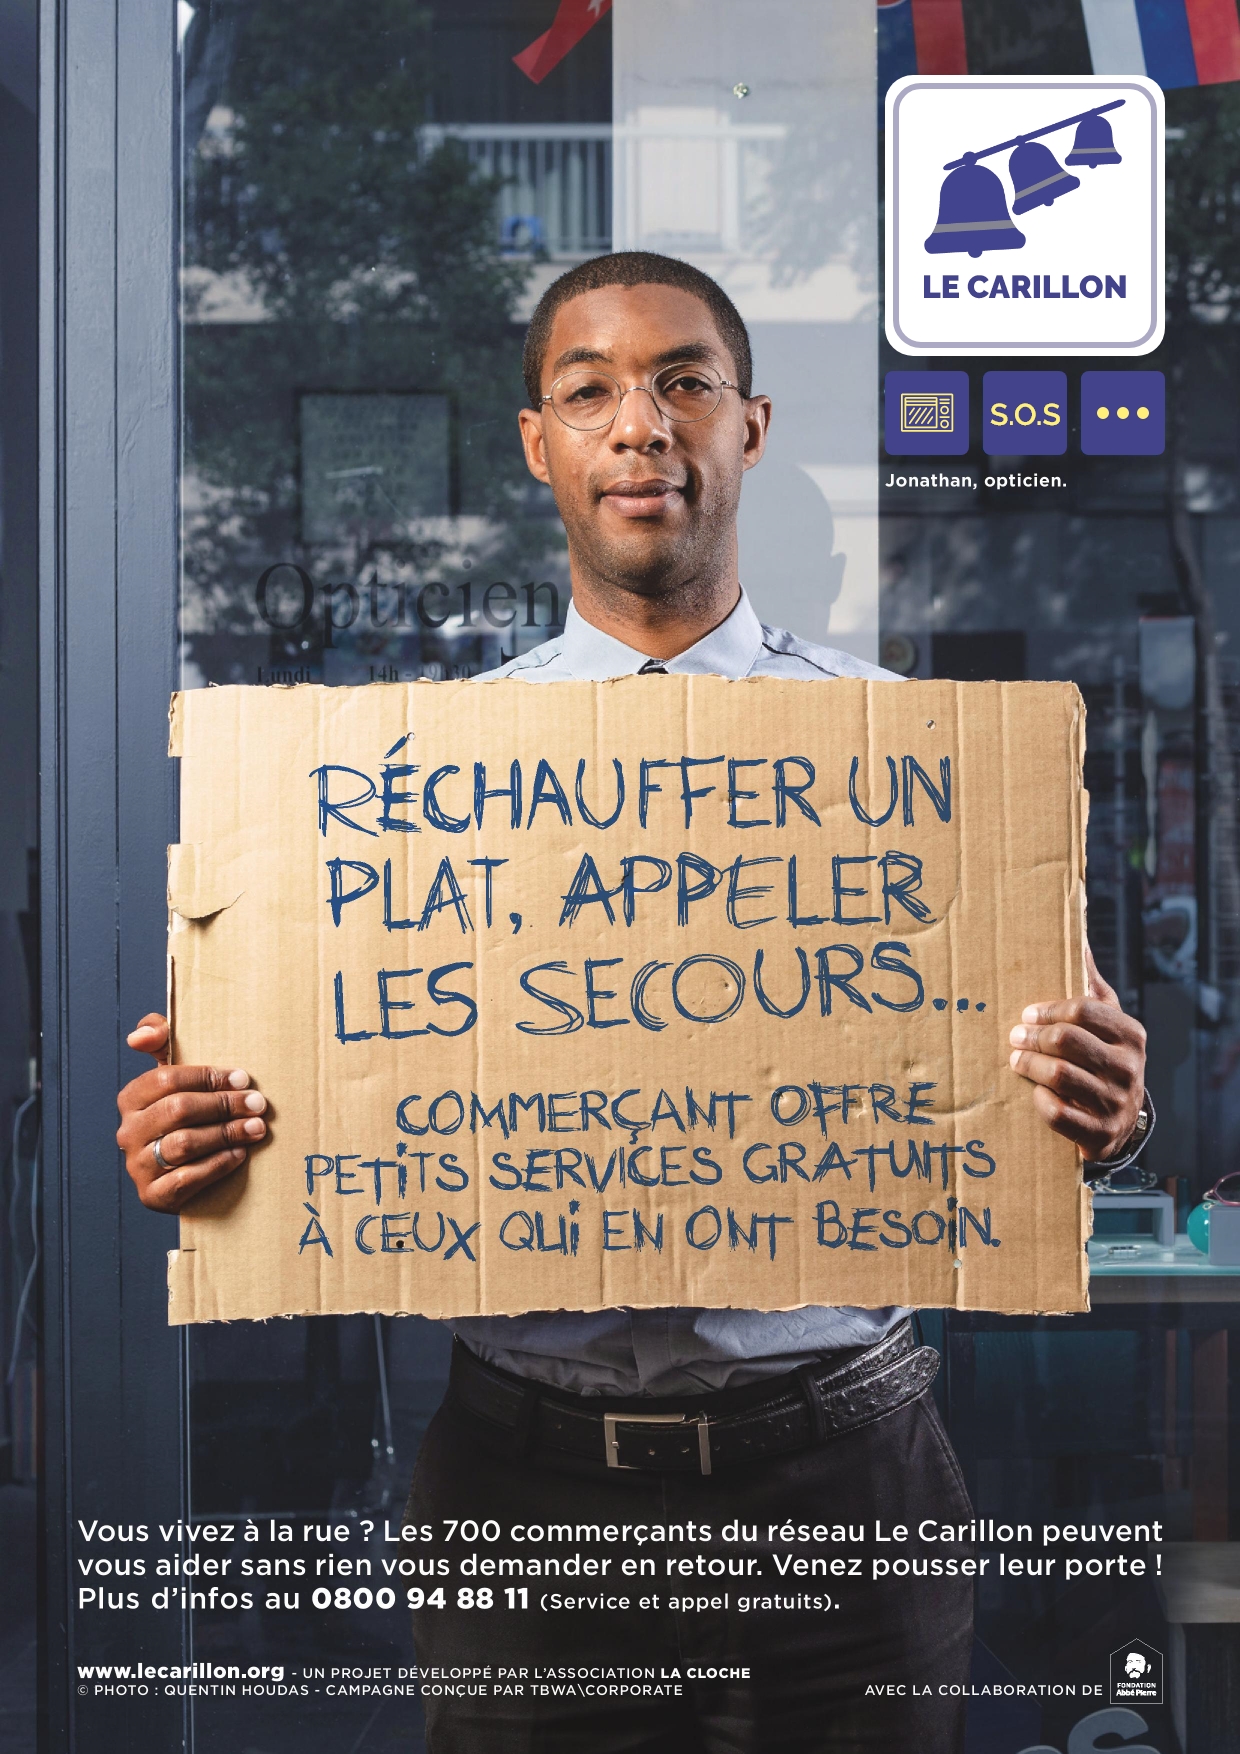 LE CARILLON
S.O.S
Jonathan, opticien.
Opticien
Lundi 14h - 19h30
RÉCHAUFFER UN
PLAT, APPELER
LES SECOURS...
COMMERÇANT OFFRE
PETITS SERVICES GRATUITS
À CEUX QUI EN ONT BESOIN.
Vous vivez à la rue ? Les 700 commerçants du réseau Le Carillon peuvent
vous aider sans rien vous demander en retour. Venez pousser leur porte !
Plus d’infos au 0800 94 88 11 (Service et appel gratuits).
www.lecarillon.org - UN PROJET DÉVELOPPÉ PAR L’ASSOCIATION LA CLOCHE
© PHOTO : QUENTIN HOUDAS - CAMPAGNE CONÇUE PAR TBWA\CORPORATE
AVEC LA COLLABORATION DE
FONDATION
Abbé Pierre